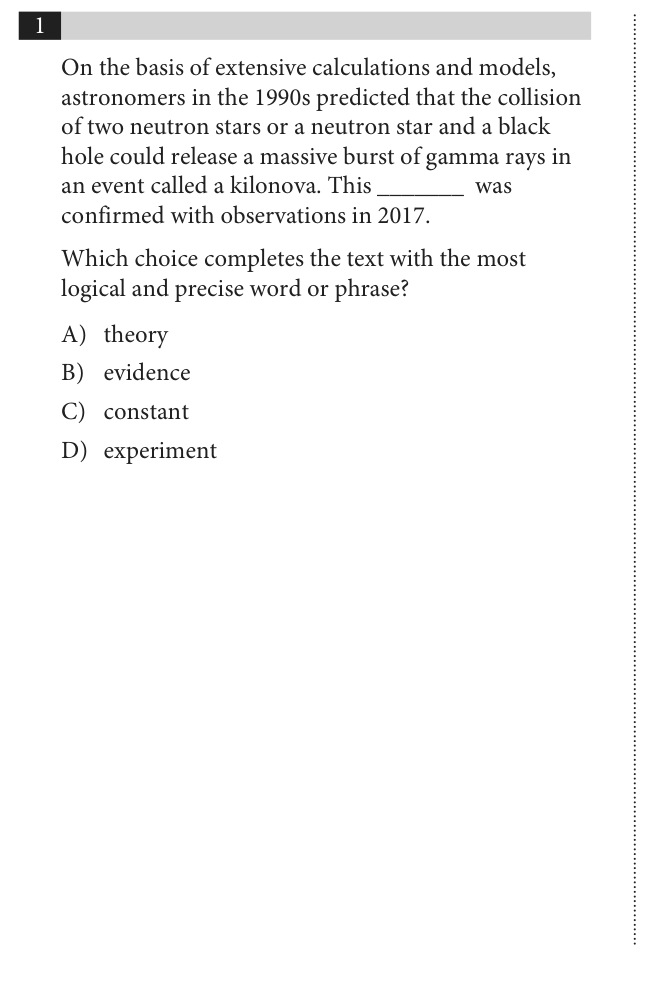 1
On the basis of extensive calculations and models,
astronomers in the 1990s predicted that the collision
of two neutron stars or a neutron star and a black
hole could release a massive burst of gamma rays in
an event called a kilonova. This _______ was
confirmed with observations in 2017.
Which choice completes the text with the most
logical and precise word or phrase?
A) theory
B) evidence
C) constant
D) experiment